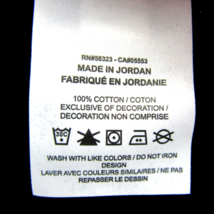 RN#56323 - CA#05553
MADE IN JORDAN
FABRIQUÉ EN JORDANIE
100% COTTON / COTON
EXCLUSIVE OF DECORATION /
DECORATION NON COMPRISE
30C
WASH WITH LIKE COLORS / DO NOT IRON
DESIGN
LAVER AVEC COULEURS SIMILAIRES / NE PAS
REPASSER LE DESSIN